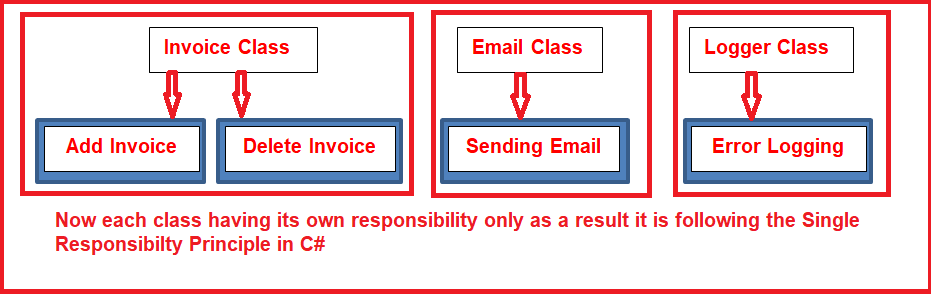 Invoice Class
Email Class
Logger Class
Add Invoice
Delete Invoice
Sending Email
Error Logging
Now each class having its own responsibility only as a result it is following the Single
Responsibilty Principle in C#